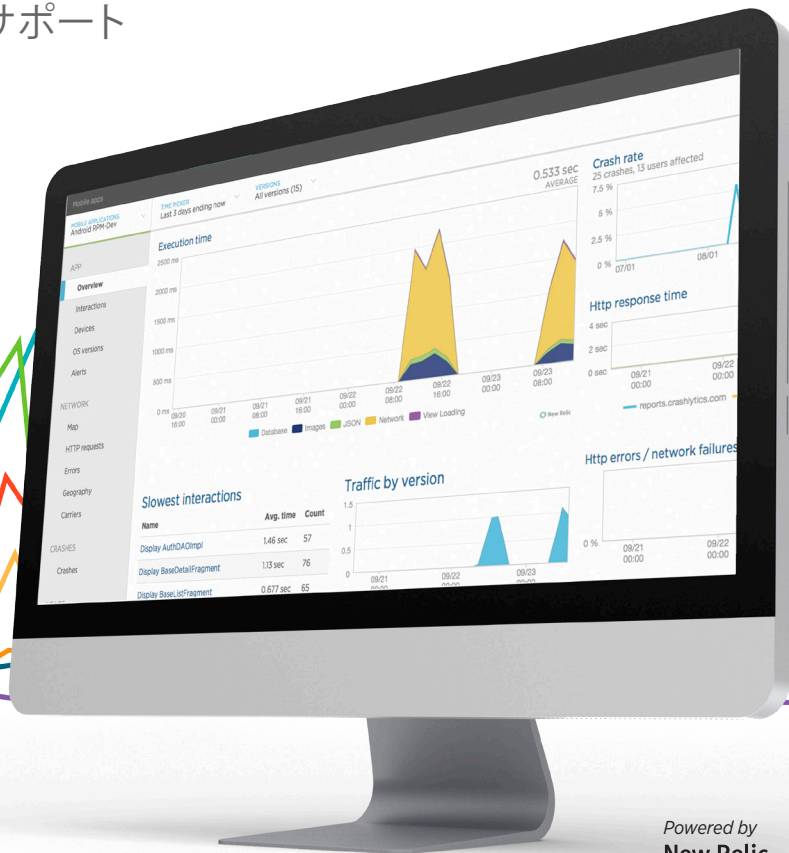 サポート
Mobile apps
MOBILE APPLICATIONS
Android RPM-Dev
TIME PICKER
Last 3 days ending now
VERSIONS
All versions (15)
APP
Overview
Interactions
Devices
OS versions
Alerts
NETWORK
Map
HTTP requests
Errors
Geography
Carriers
CRASHES
Crashes
Execution time
0.533 sec
AVERAGE
2500 ms
2000 ms
1500 ms
1000 ms
500 ms
0 ms
09/20 16:00
09/21 00:00
09/21 08:00
09/21 16:00
09/22 00:00
09/22 08:00
09/22 16:00
09/23 00:00
09/23 08:00
Database Images JSON Network View Loading
New Relic
Crash rate
25 crashes, 13 users affected
7.5 %
5 %
2.5 %
0 %
07/01
08/01
Http response time
4 sec
2 sec
0 sec
09/21 00:00
09/22 00:00
reports.crashlytics.com
Slowest interactions
Name Avg. time Count
Display AuthDAOImpl 1.46 sec 57
Display BaseDetailFragment 1.13 sec 76
Display BaseListFragment 0.677 sec 65
Traffic by version
1.5
1
0.5
0
09/21
09/22
09/23
Http errors / network failures
0 %
09/21 00:00
09/22 00:00
Powered by
New Relic